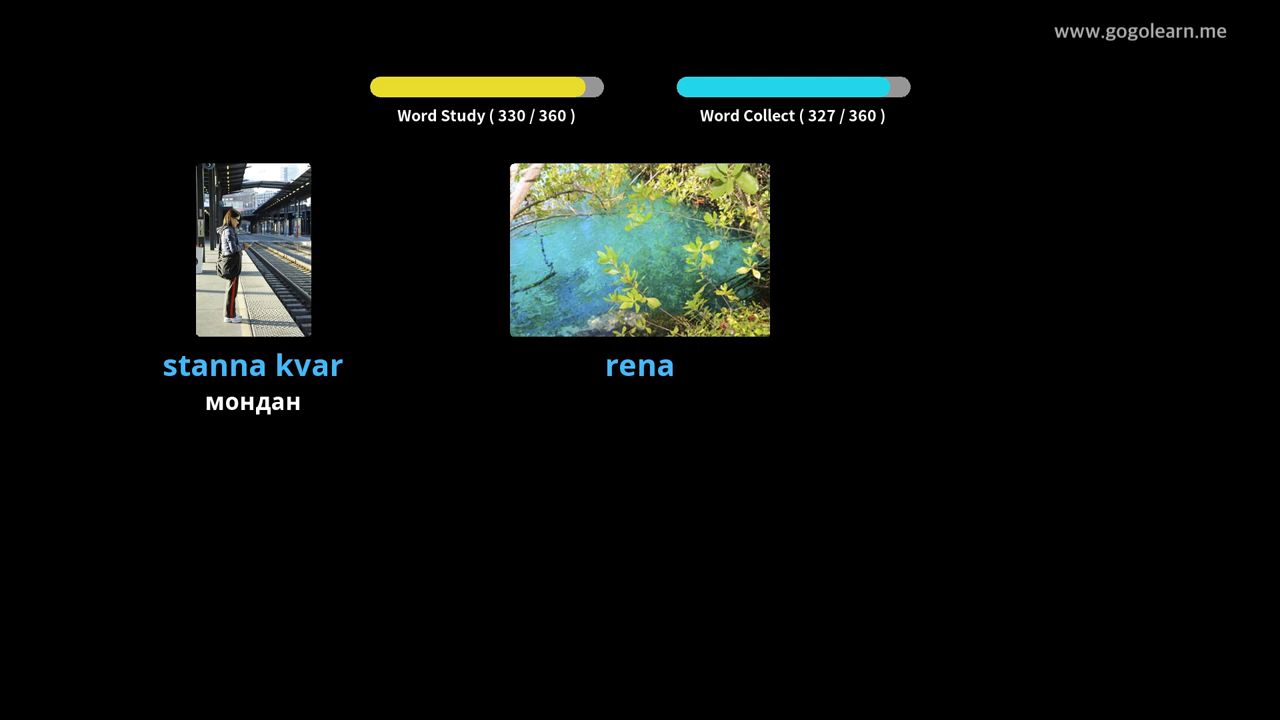 www.gogolearn.me
Word Study ( 330 / 360 )
Word Collect ( 327 / 360 )
stanna kvar
мондан
rena